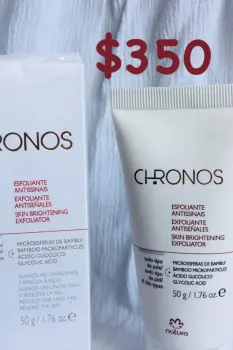 $350
RONOS
ESFOLIANTE
ANTISSINAIS
EXFOLIANTE
ANTISEÑALES
SKIN BRIGHTENING
EXFOLIATOR
MICROESFERAS DE BAMBU
BAMBOO MICROPARTICLES
ÁCIDO GLICÓLICO
GLYCOLIC ACID
50 g / 1.76 oz e
CHRONOS
ESFOLIANTE
ANTISSINAIS
EXFOLIANTE
ANTISEÑALES
SKIN BRIGHTENING
EXFOLIATOR
MICROESFERAS DE BAMBU
BAMBOO MICROPARTICLES
ÁCIDO GLICÓLICO
GLYCOLIC ACID
50 g / 1.76 oz e
natura